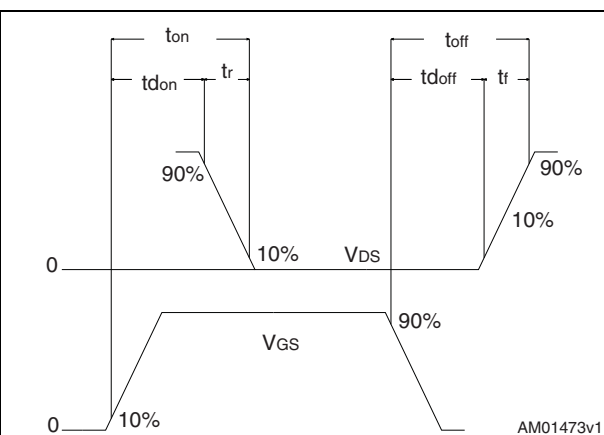 ton toff
tdon tr tdoff tf
90% 90%
10%
0 10% VDS
90%
VGS
0 10%
AM01473v1